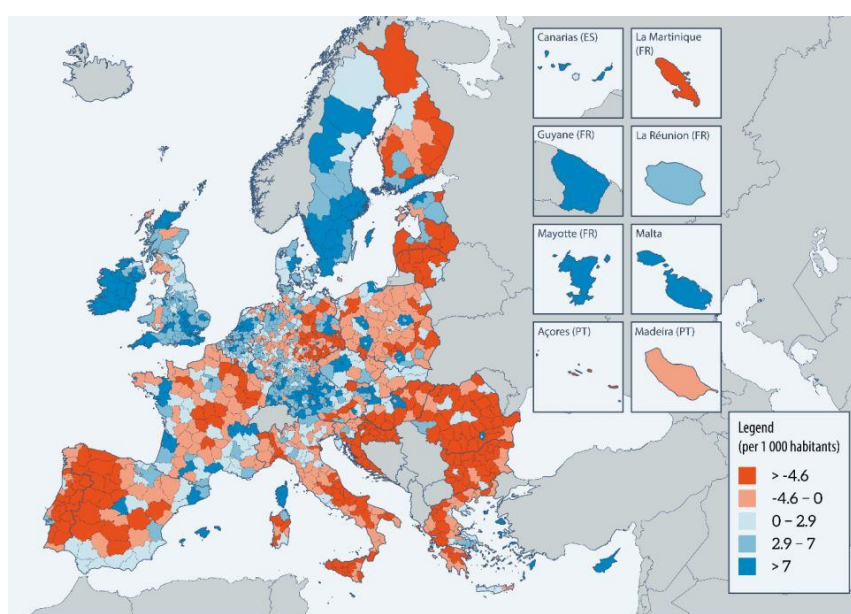 Canarias (ES)
La Martinique
(FR)
Guyane (FR)
La Réunion (FR)
Mayotte (FR)
Malta
Açores (PT)
Madeira (PT)
Legend
(per 1 000 habitants)
> -4.6
-4.6 – 0
0 – 2.9
2.9 – 7
> 7